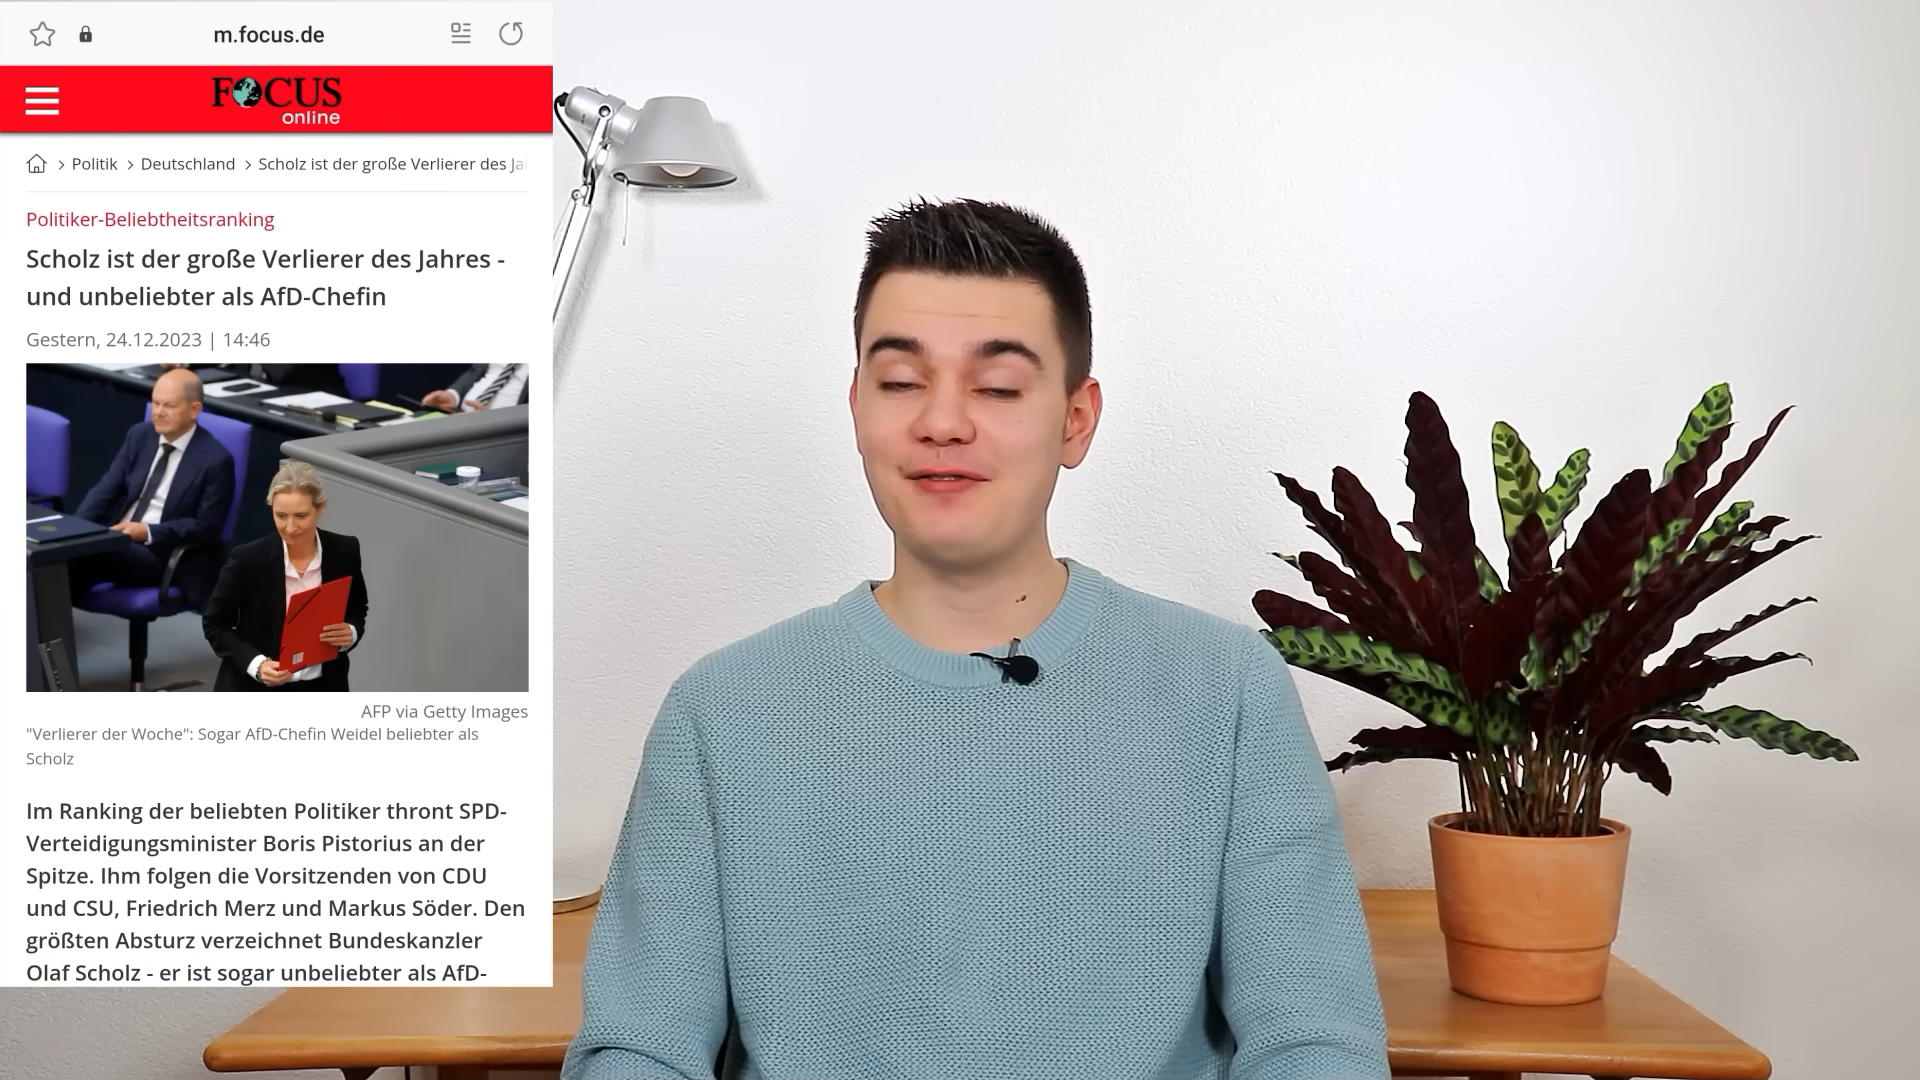 m.focus.de
FOCUS
online
Politik > Deutschland > Scholz ist der große Verlierer des Ja
Politiker-Beliebtheitsranking
Scholz ist der große Verlierer des Jahres -
und unbeliebter als AfD-Chefin
Gestern, 24.12.2023 | 14:46
AFP via Getty Images
"Verlierer der Woche": Sogar AfD-Chefin Weidel beliebter als
Scholz
Im Ranking der beliebten Politiker thront SPD-
Verteidigungsminister Boris Pistorius an der
Spitze. Ihm folgen die Vorsitzenden von CDU
und CSU, Friedrich Merz und Markus Söder. Den
größten Absturz verzeichnet Bundeskanzler
Olaf Scholz - er ist sogar unbeliebter als AfD-